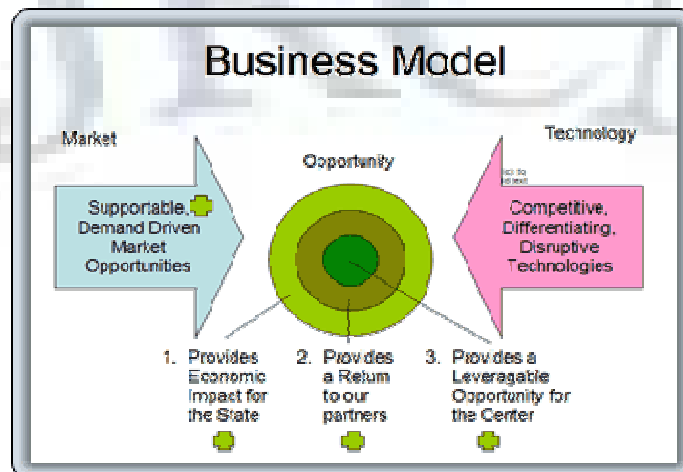 Business Model
Market
Technology
Opportunity
Supportable,
Demand Driven
Market
Opportunities
Competitive,
Differentiating,
Disruptive
Technologies
1. Provides
Economic
Impact for
the State
2. Provides
a Return
to our
partners
3. Provides a
Leveragable
Opportunity for
the Center